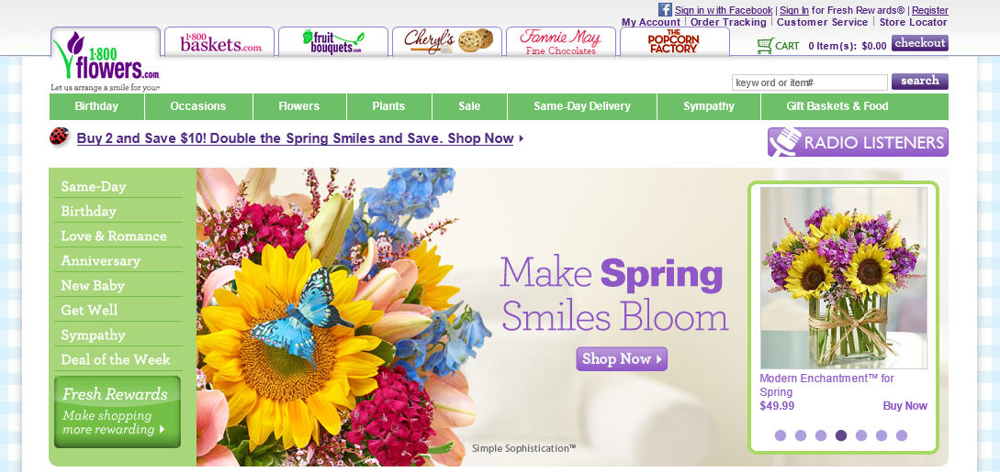 Sign in with Facebook | Sign In for Fresh Rewards® | Register
My Account | Order Tracking | Customer Service | Store Locator
1·800 flowers.com
Let us arrange a smile for your
1·800 baskets.com
fruit bouquets.com
Cheryl's
Fannie May
Fine Chocolates
THE POPCORN FACTORY
CART 0 Item(s): $0.00 checkout
keyword or item# search
Birthday Occasions Flowers Plants Sale Same-Day Delivery Sympathy Gift Baskets & Food
Buy 2 and Save $10! Double the Spring Smiles and Save. Shop Now
RADIO LISTENERS
Same-Day
Birthday
Love & Romance
Anniversary
New Baby
Get Well
Sympathy
Deal of the Week
Fresh Rewards
Make shopping
more rewarding
Make Spring
Smiles Bloom
Shop Now
Simple Sophistication™
Modern Enchantment™ for
Spring
$49.99 Buy Now